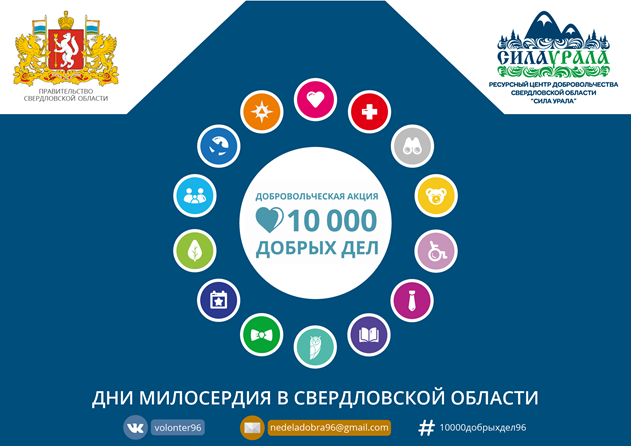 ПРАВИТЕЛЬСТВО
СВЕРДЛОВСКОЙ ОБЛАСТИ
СИЛА УРАЛА
РЕСУРСНЫЙ ЦЕНТР ДОБРОВОЛЬЧЕСТВА
СВЕРДЛОВСКОЙ ОБЛАСТИ
"СИЛА УРАЛА"
ДОБРОВОЛЬЧЕСКАЯ АКЦИЯ
10 000
ДОБРЫХ ДЕЛ
ДНИ МИЛОСЕРДИЯ В СВЕРДЛОВСКОЙ ОБЛАСТИ
volonter96 nedeladobra96@gmail.com # 10000добрыхдел96